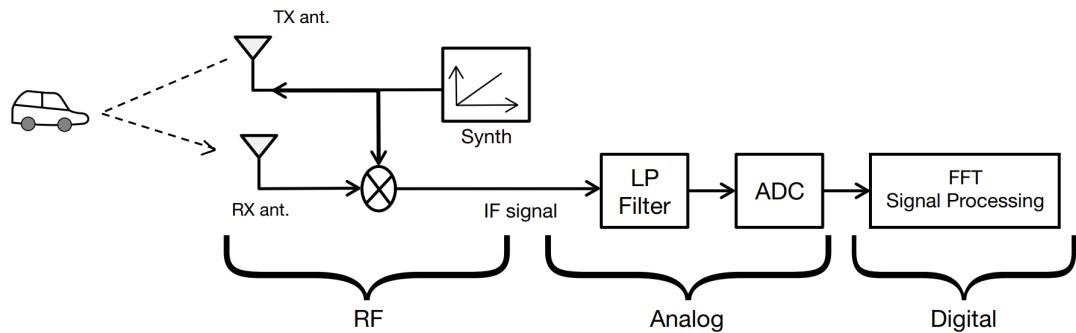 TX ant.
Synth
RX ant.
IF signal
LP
Filter
ADC
FFT
Signal Processing
RF
Analog
Digital